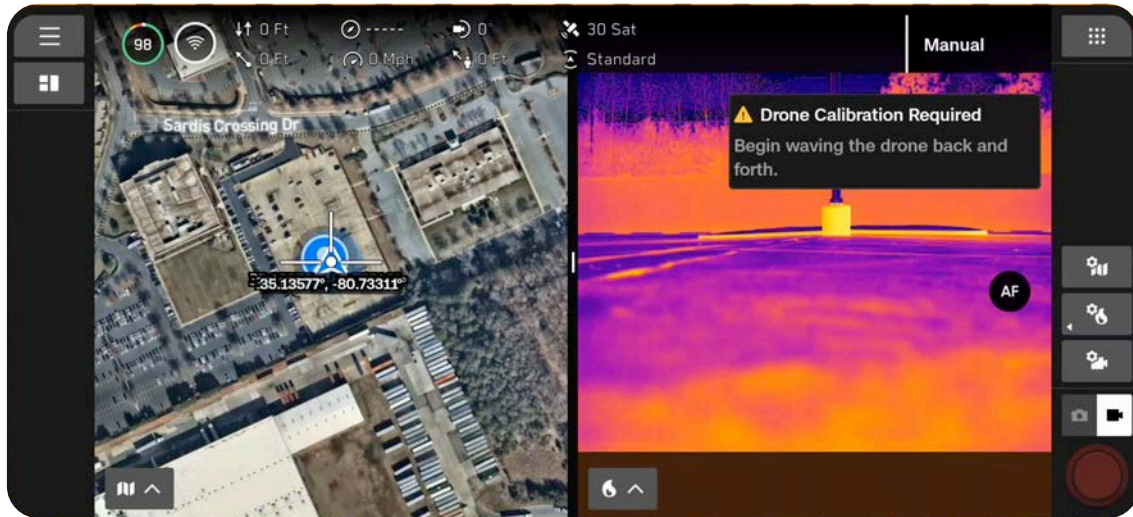 98
0 Ft
-----
0°
30 Sat
0 Ft
0 Mph
0 Ft
Standard
Manual
Drone Calibration Required
Begin waving the drone back and
forth.
Sardis Crossing Dr
35.13577°, -80.73311°
AF